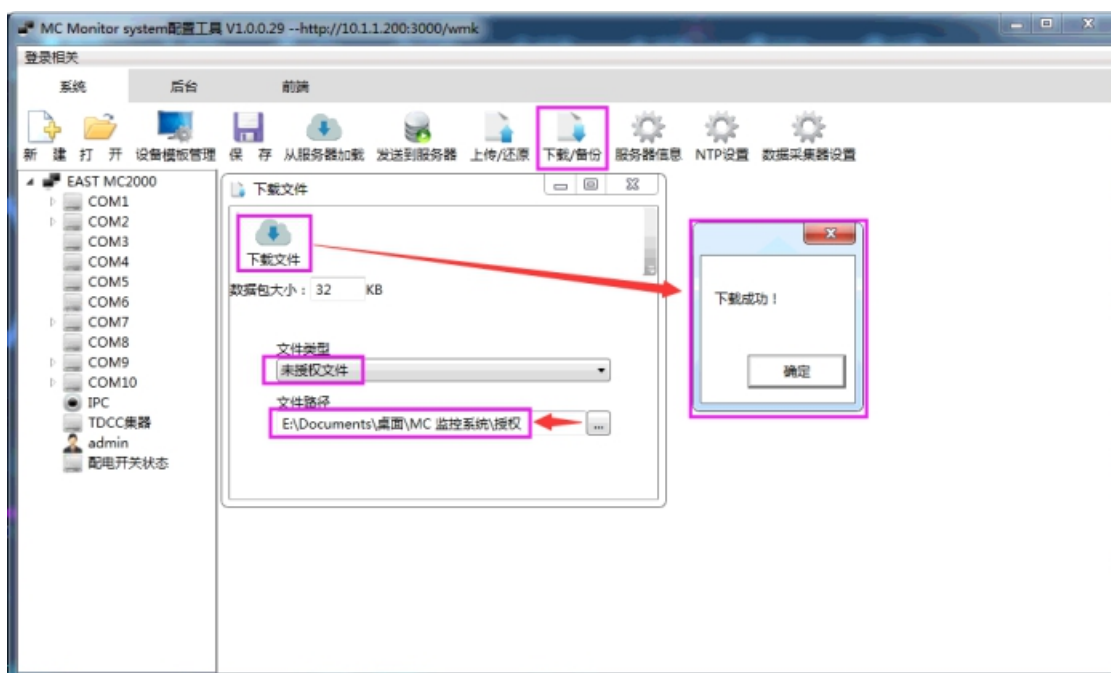 MC Monitor system配置工具 V1.0.0.29 --http://10.1.1.200:3000/wmk
登录相关
系统 后台 前端
新 建 打 开 设备模板管理 保 存 从服务器加载 发送到服务器 上传/还原 下载/备份 服务器信息 NTP设置 数据采集器设置
EAST MC2000
COM1
COM2
COM3
COM4
COM5
COM6
COM7
COM8
COM9
COM10
IPC
TDCC集器
admin
配电开关状态
下载文件
下载文件
数据包大小： 32 KB
文件类型
未授权文件
文件路径
E:\Documents\桌面\MC 监控系统\授权 ...
下载成功！
确定